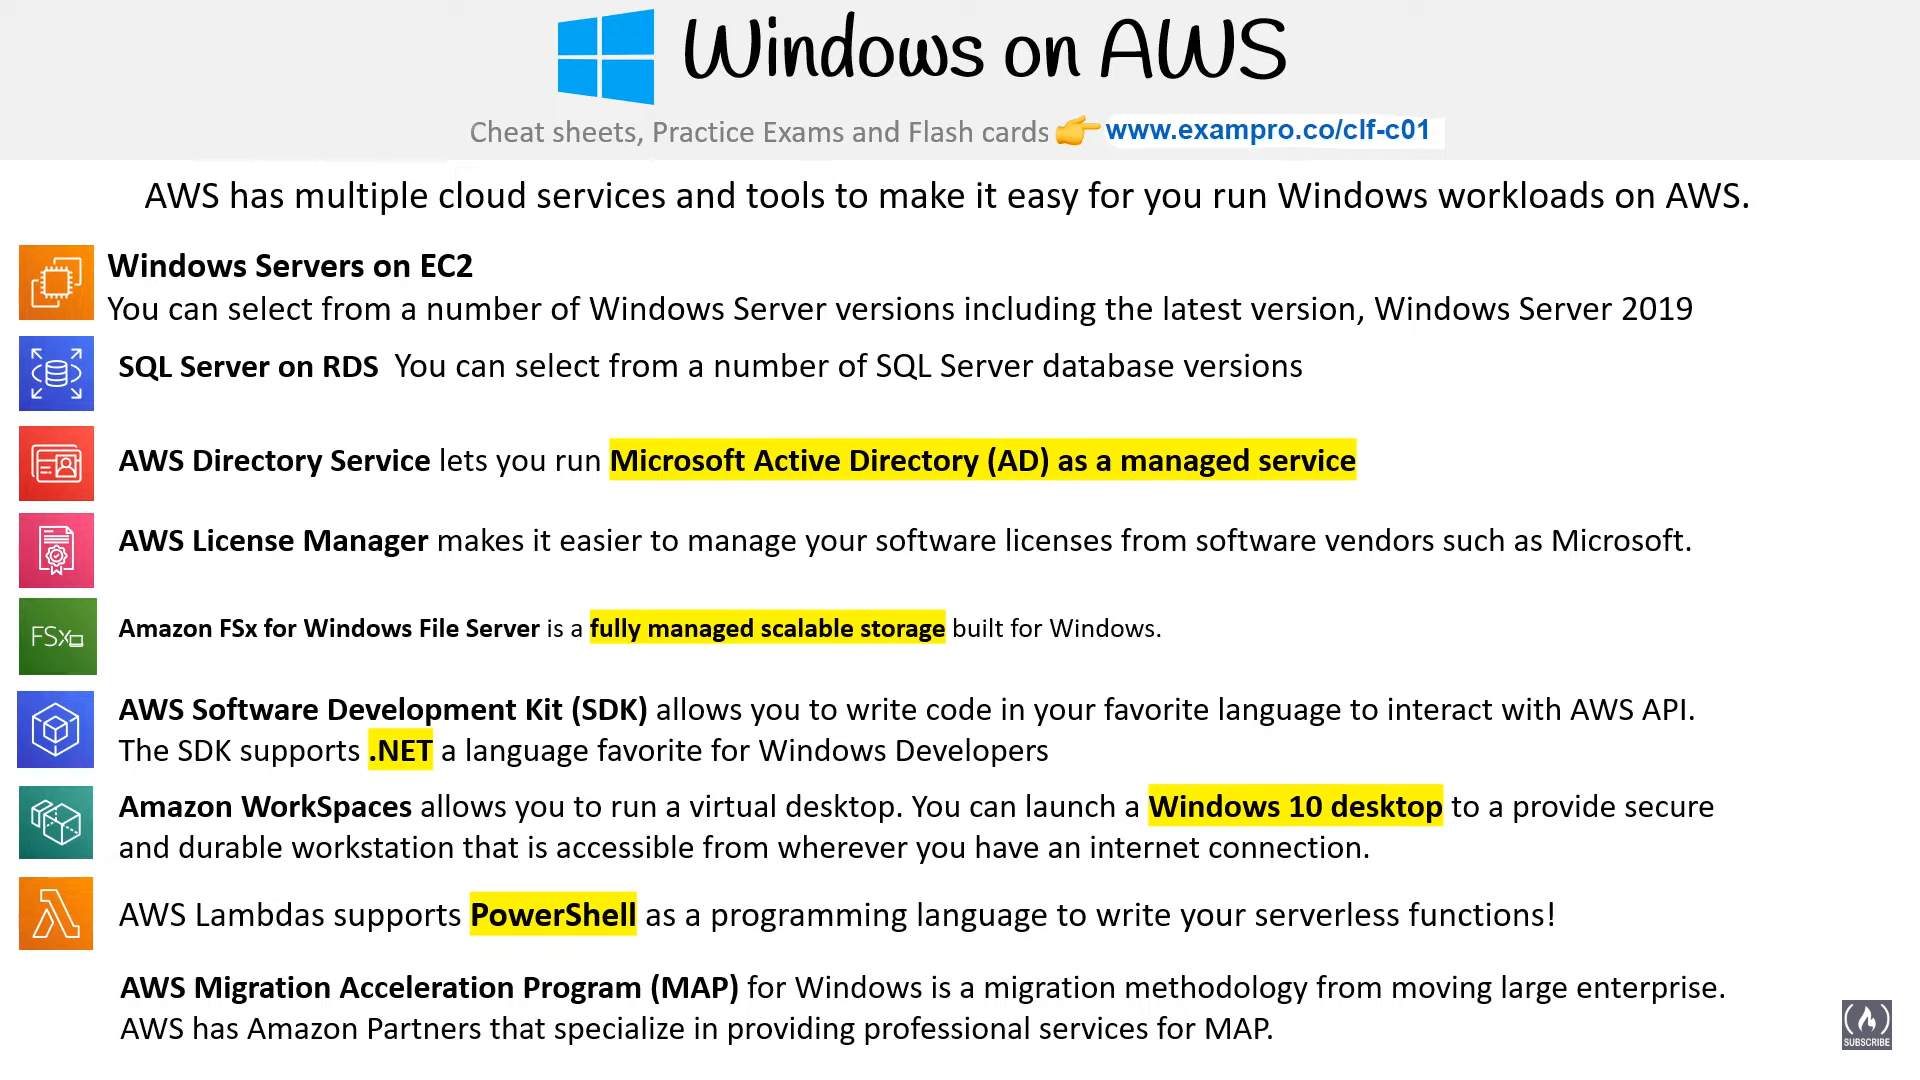 Windows on AWS
Cheat sheets, Practice Exams and Flash cards 👉 www.exampro.co/clf-c01
AWS has multiple cloud services and tools to make it easy for you run Windows workloads on AWS.
Windows Servers on EC2
You can select from a number of Windows Server versions including the latest version, Windows Server 2019
SQL Server on RDS You can select from a number of SQL Server database versions
AWS Directory Service lets you run Microsoft Active Directory (AD) as a managed service
AWS License Manager makes it easier to manage your software licenses from software vendors such as Microsoft.
FSx
Amazon FSx for Windows File Server is a fully managed scalable storage built for Windows.
AWS Software Development Kit (SDK) allows you to write code in your favorite language to interact with AWS API.
The SDK supports .NET a language favorite for Windows Developers
Amazon WorkSpaces allows you to run a virtual desktop. You can launch a Windows 10 desktop to a provide secure
and durable workstation that is accessible from wherever you have an internet connection.
AWS Lambdas supports PowerShell as a programming language to write your serverless functions!
AWS Migration Acceleration Program (MAP) for Windows is a migration methodology from moving large enterprise.
AWS has Amazon Partners that specialize in providing professional services for MAP.
SUBSCRIBE